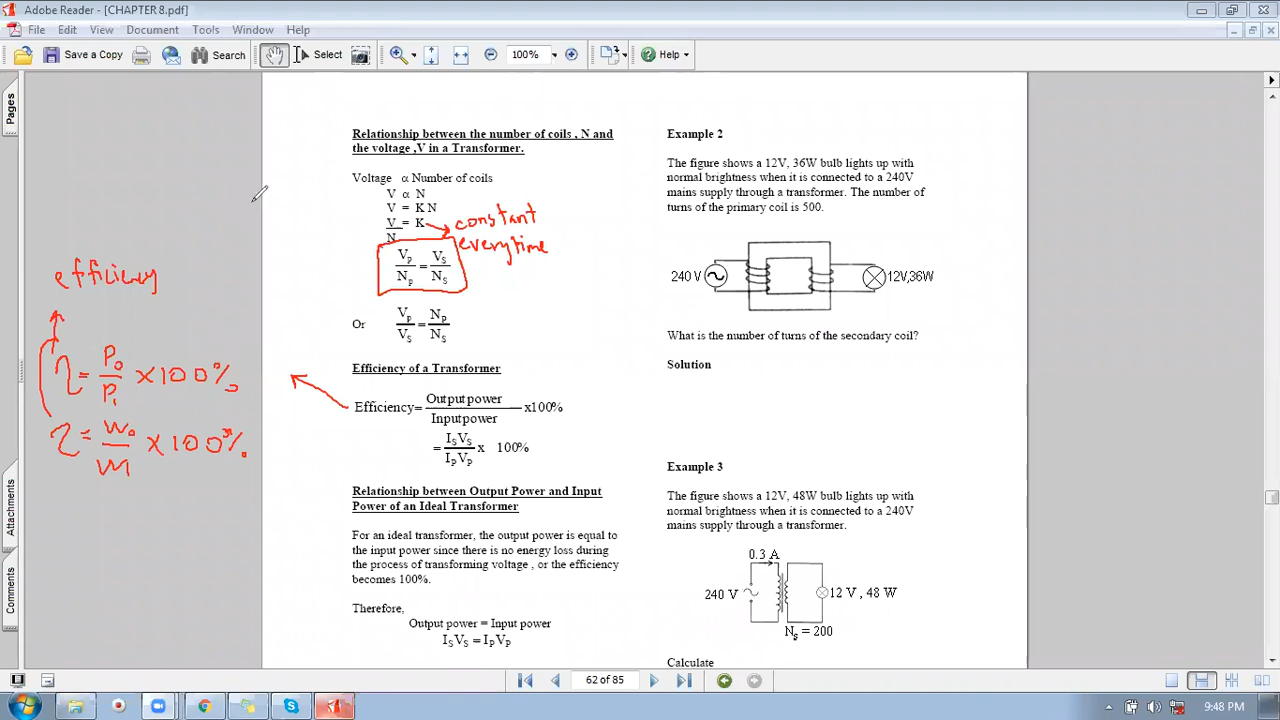 Adobe Reader - [CHAPTER 8.pdf]
File Edit View Document Tools Window Help
Save a Copy Search Select 100% Help
Pages
Attachments
Comments
Relationship between the number of coils , N and
the voltage ,V in a Transformer.
Voltage α Number of coils
V α N
V = K N
V = K
N
constant
everytime
Vp = Vs
Np Ns
Or Vp = Np
Vs Ns
Efficiency of a Transformer
Efficiency= Output power x100%
Input power
= IsVs x 100%
IpVp
Relationship between Output Power and Input
Power of an Ideal Transformer
For an ideal transformer, the output power is equal to
the input power since there is no energy loss during
the process of transforming voltage , or the efficiency
becomes 100%.
Therefore,
Output power = Input power
IsVs = IpVp
efficiency
η = Po × 100%
Pi
η = Wo × 100%
Example 2
The figure shows a 12V, 36W bulb lights up with
normal brightness when it is connected to a 240V
mains supply through a transformer. The number of
turns of the primary coil is 500.
240 V 12V,36W
What is the number of turns of the secondary coil?
Solution
Example 3
The figure shows a 12V, 48W bulb lights up with
normal brightness when it is connected to a 240V
mains supply through a transformer.
0.3 A
240 V 12 V , 48 W
Ns = 200
Calculate
62 of 85
9:48 PM